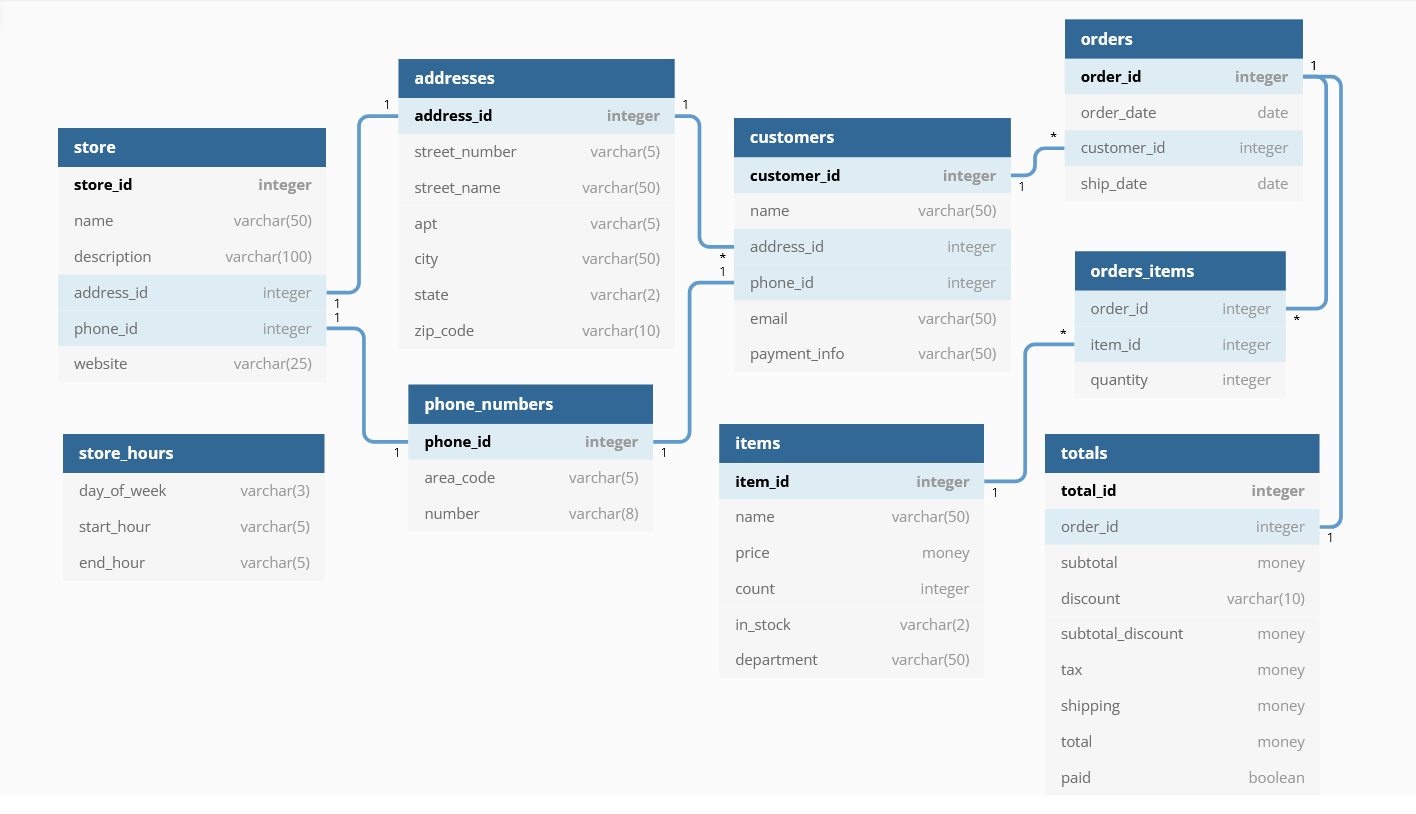 store
store_id integer
name varchar(50)
description varchar(100)
address_id integer
1
1
phone_id integer
website varchar(25)
store_hours
day_of_week varchar(3)
start_hour varchar(5)
end_hour varchar(5)
addresses
1
1
address_id integer
street_number varchar(5)
street_name varchar(50)
apt varchar(5)
city varchar(50)
state varchar(2)
zip_code varchar(10)
phone_numbers
phone_id integer
1
1
area_code varchar(5)
number varchar(8)
customers
customer_id integer
1
name varchar(50)
address_id integer
*
1
phone_id integer
email varchar(50)
payment_info varchar(50)
items
item_id integer
1
name varchar(50)
price money
count integer
in_stock varchar(2)
department varchar(50)
orders
1
order_id integer
order_date date
*
customer_id integer
ship_date date
orders_items
order_id integer
*
*
item_id integer
quantity integer
totals
total_id integer
order_id integer
1
subtotal money
discount varchar(10)
subtotal_discount money
tax money
shipping money
total money
paid boolean